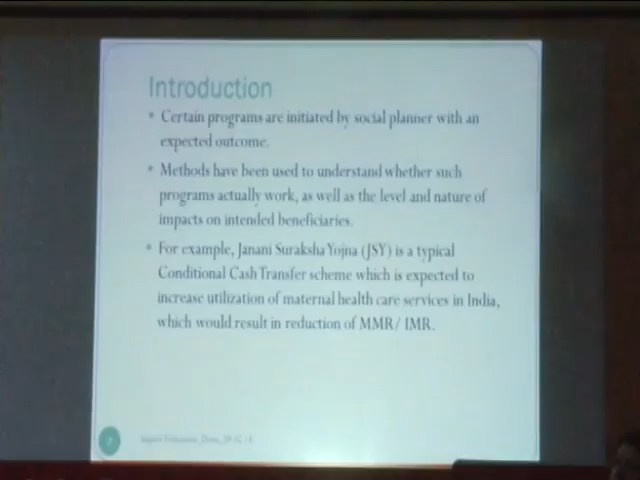 Introduction
• Certain programs are initiated by social planner with an
expected outcome.
• Methods have been used to understand whether such
programs actually work, as well as the level and nature of
impacts on intended beneficiaries.
• For example, Janani Suraksha Yojna (JSY) is a typical
Conditional Cash Transfer scheme which is expected to
increase utilization of maternal health care services in India,
which would result in reduction of MMR/ IMR.